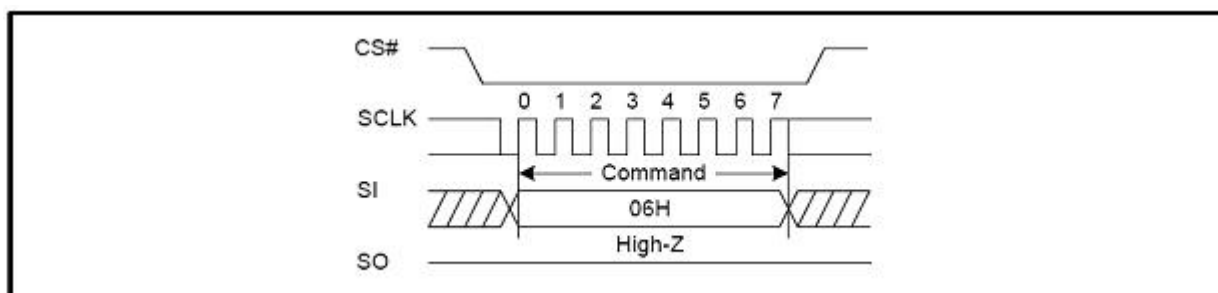 CS#
0 1 2 3 4 5 6 7
SCLK
Command
SI
06H
High-Z
SO